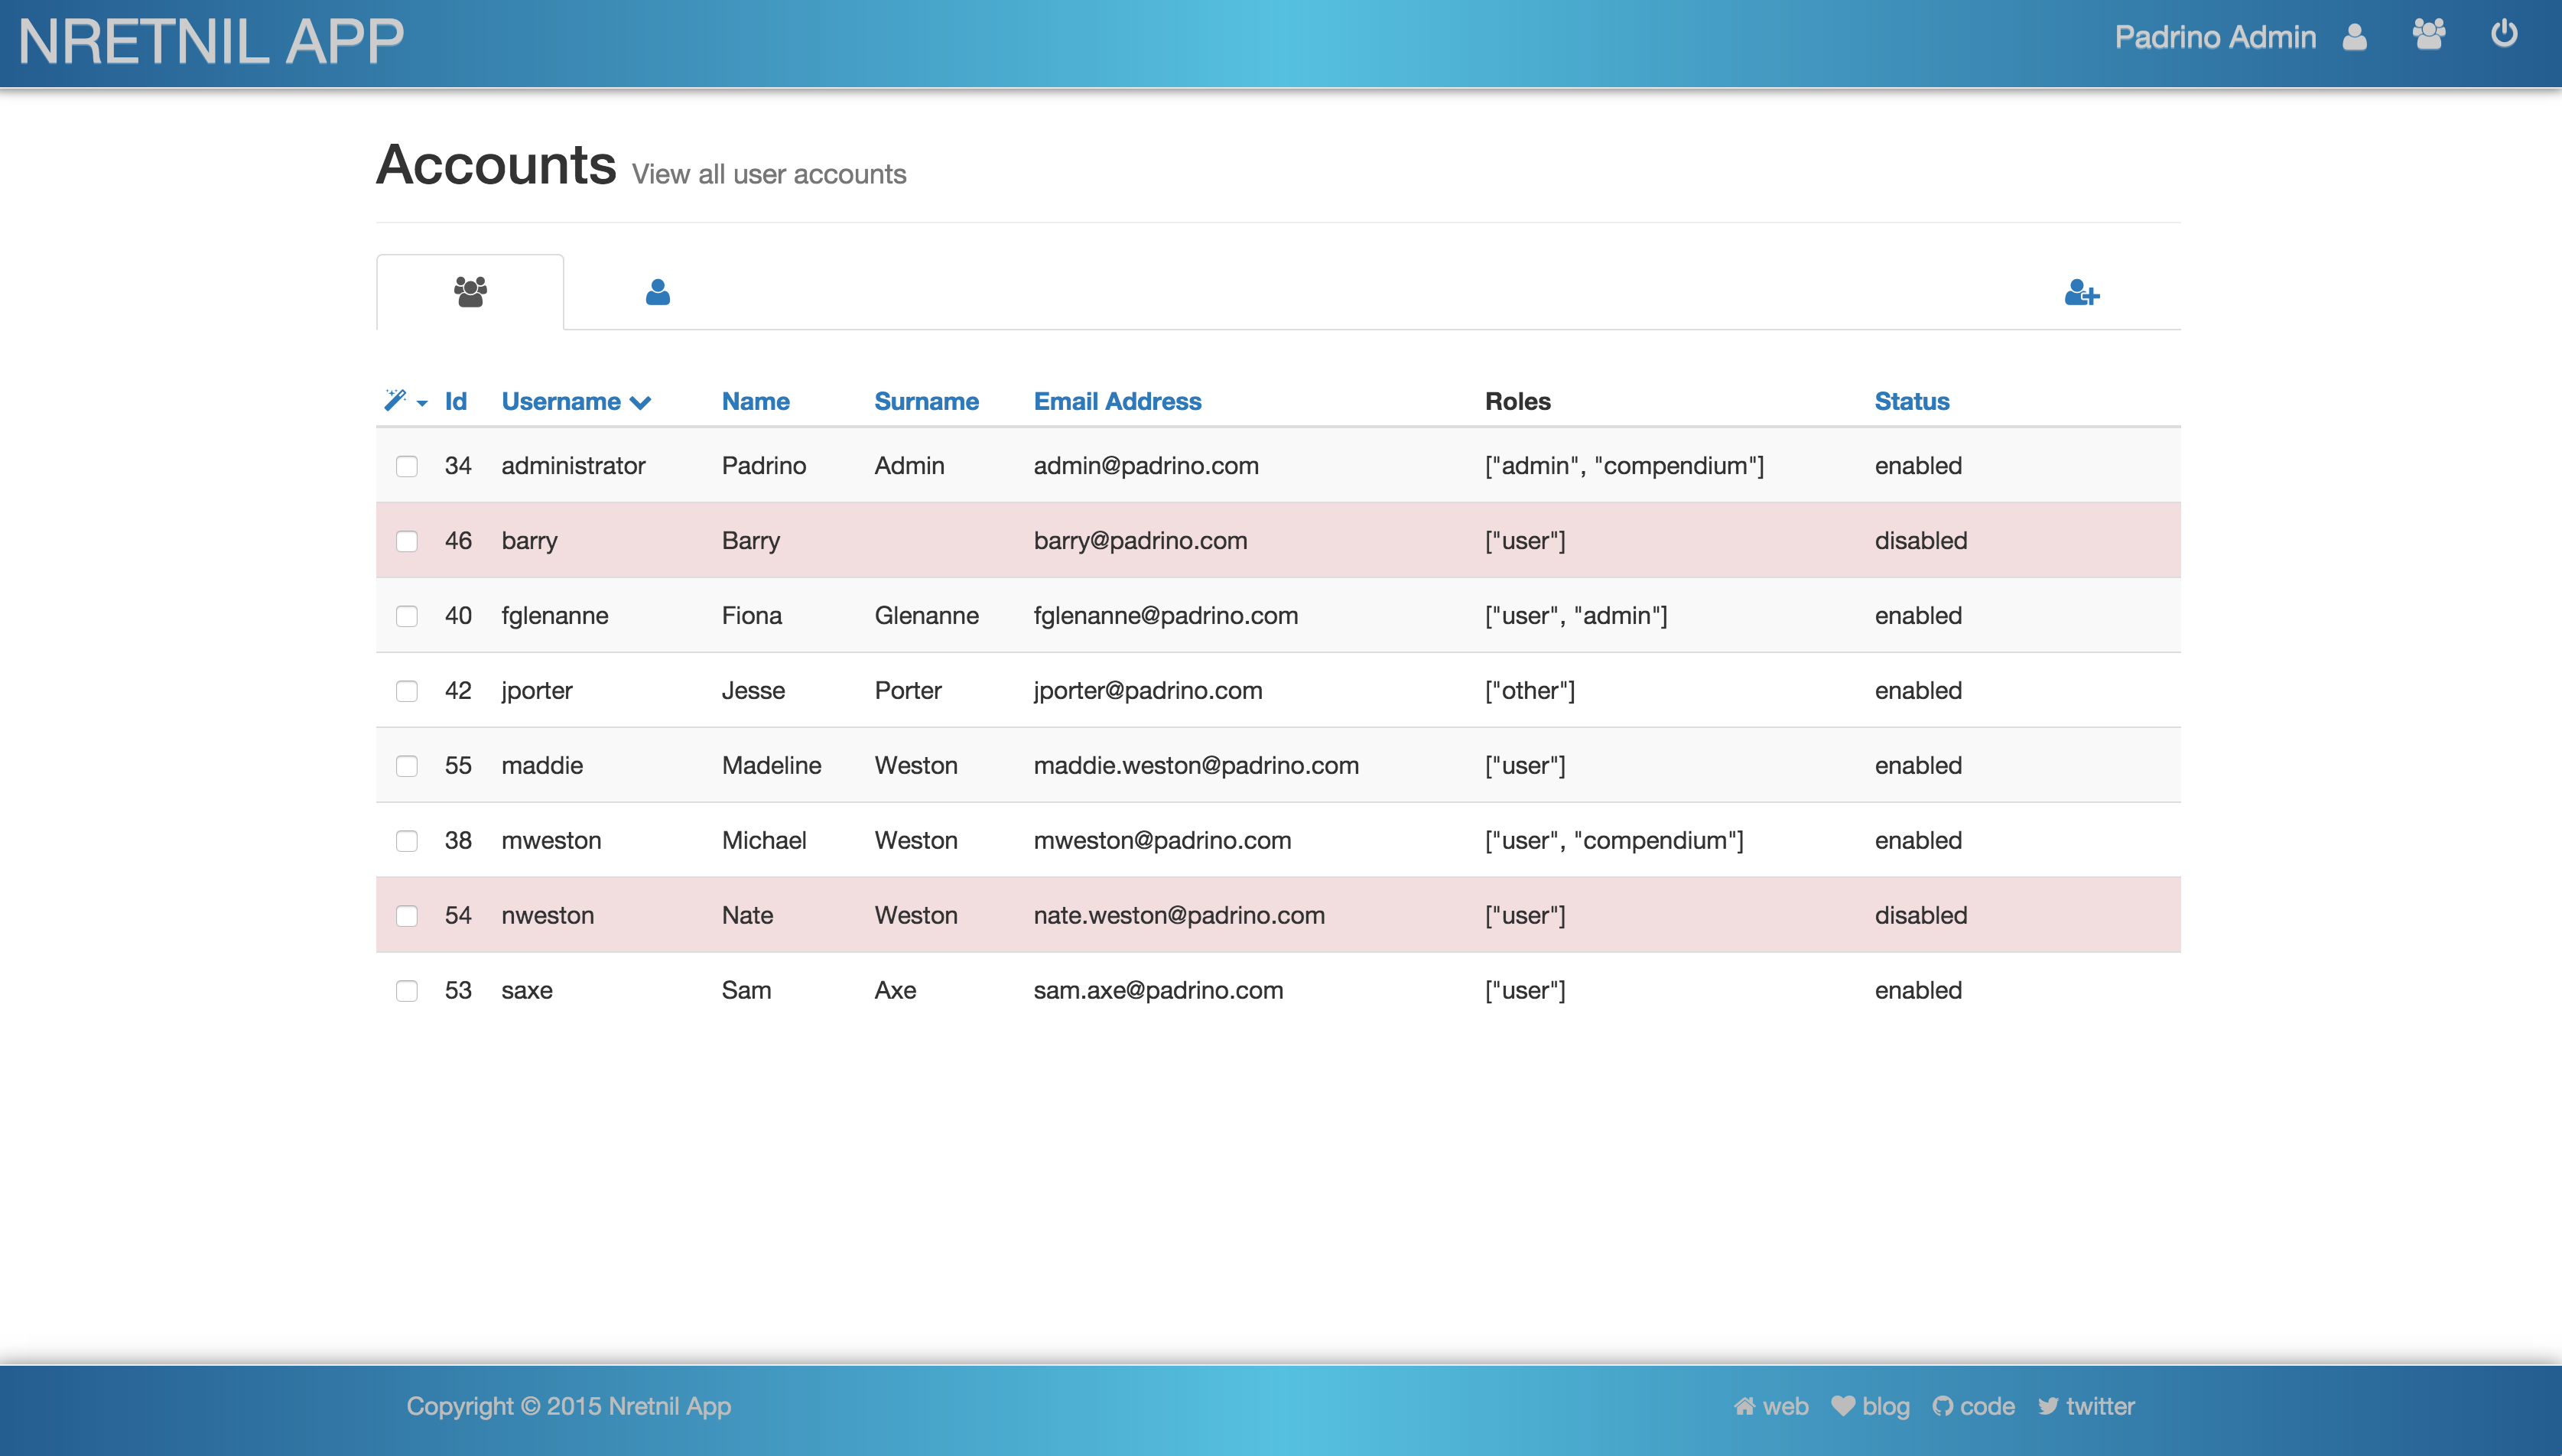 NRETNIL APP Padrino Admin
Accounts View all user accounts
Id Username Name Surname Email Address Roles Status
34 administrator Padrino Admin admin@padrino.com ["admin", "compendium"] enabled
46 barry Barry barry@padrino.com ["user"] disabled
40 fglenanne Fiona Glenanne fglenanne@padrino.com ["user", "admin"] enabled
42 jporter Jesse Porter jporter@padrino.com ["other"] enabled
55 maddie Madeline Weston maddie.weston@padrino.com ["user"] enabled
38 mweston Michael Weston mweston@padrino.com ["user", "compendium"] enabled
54 nweston Nate Weston nate.weston@padrino.com ["user"] disabled
53 saxe Sam Axe sam.axe@padrino.com ["user"] enabled
Copyright © 2015 Nretnil App web blog code twitter